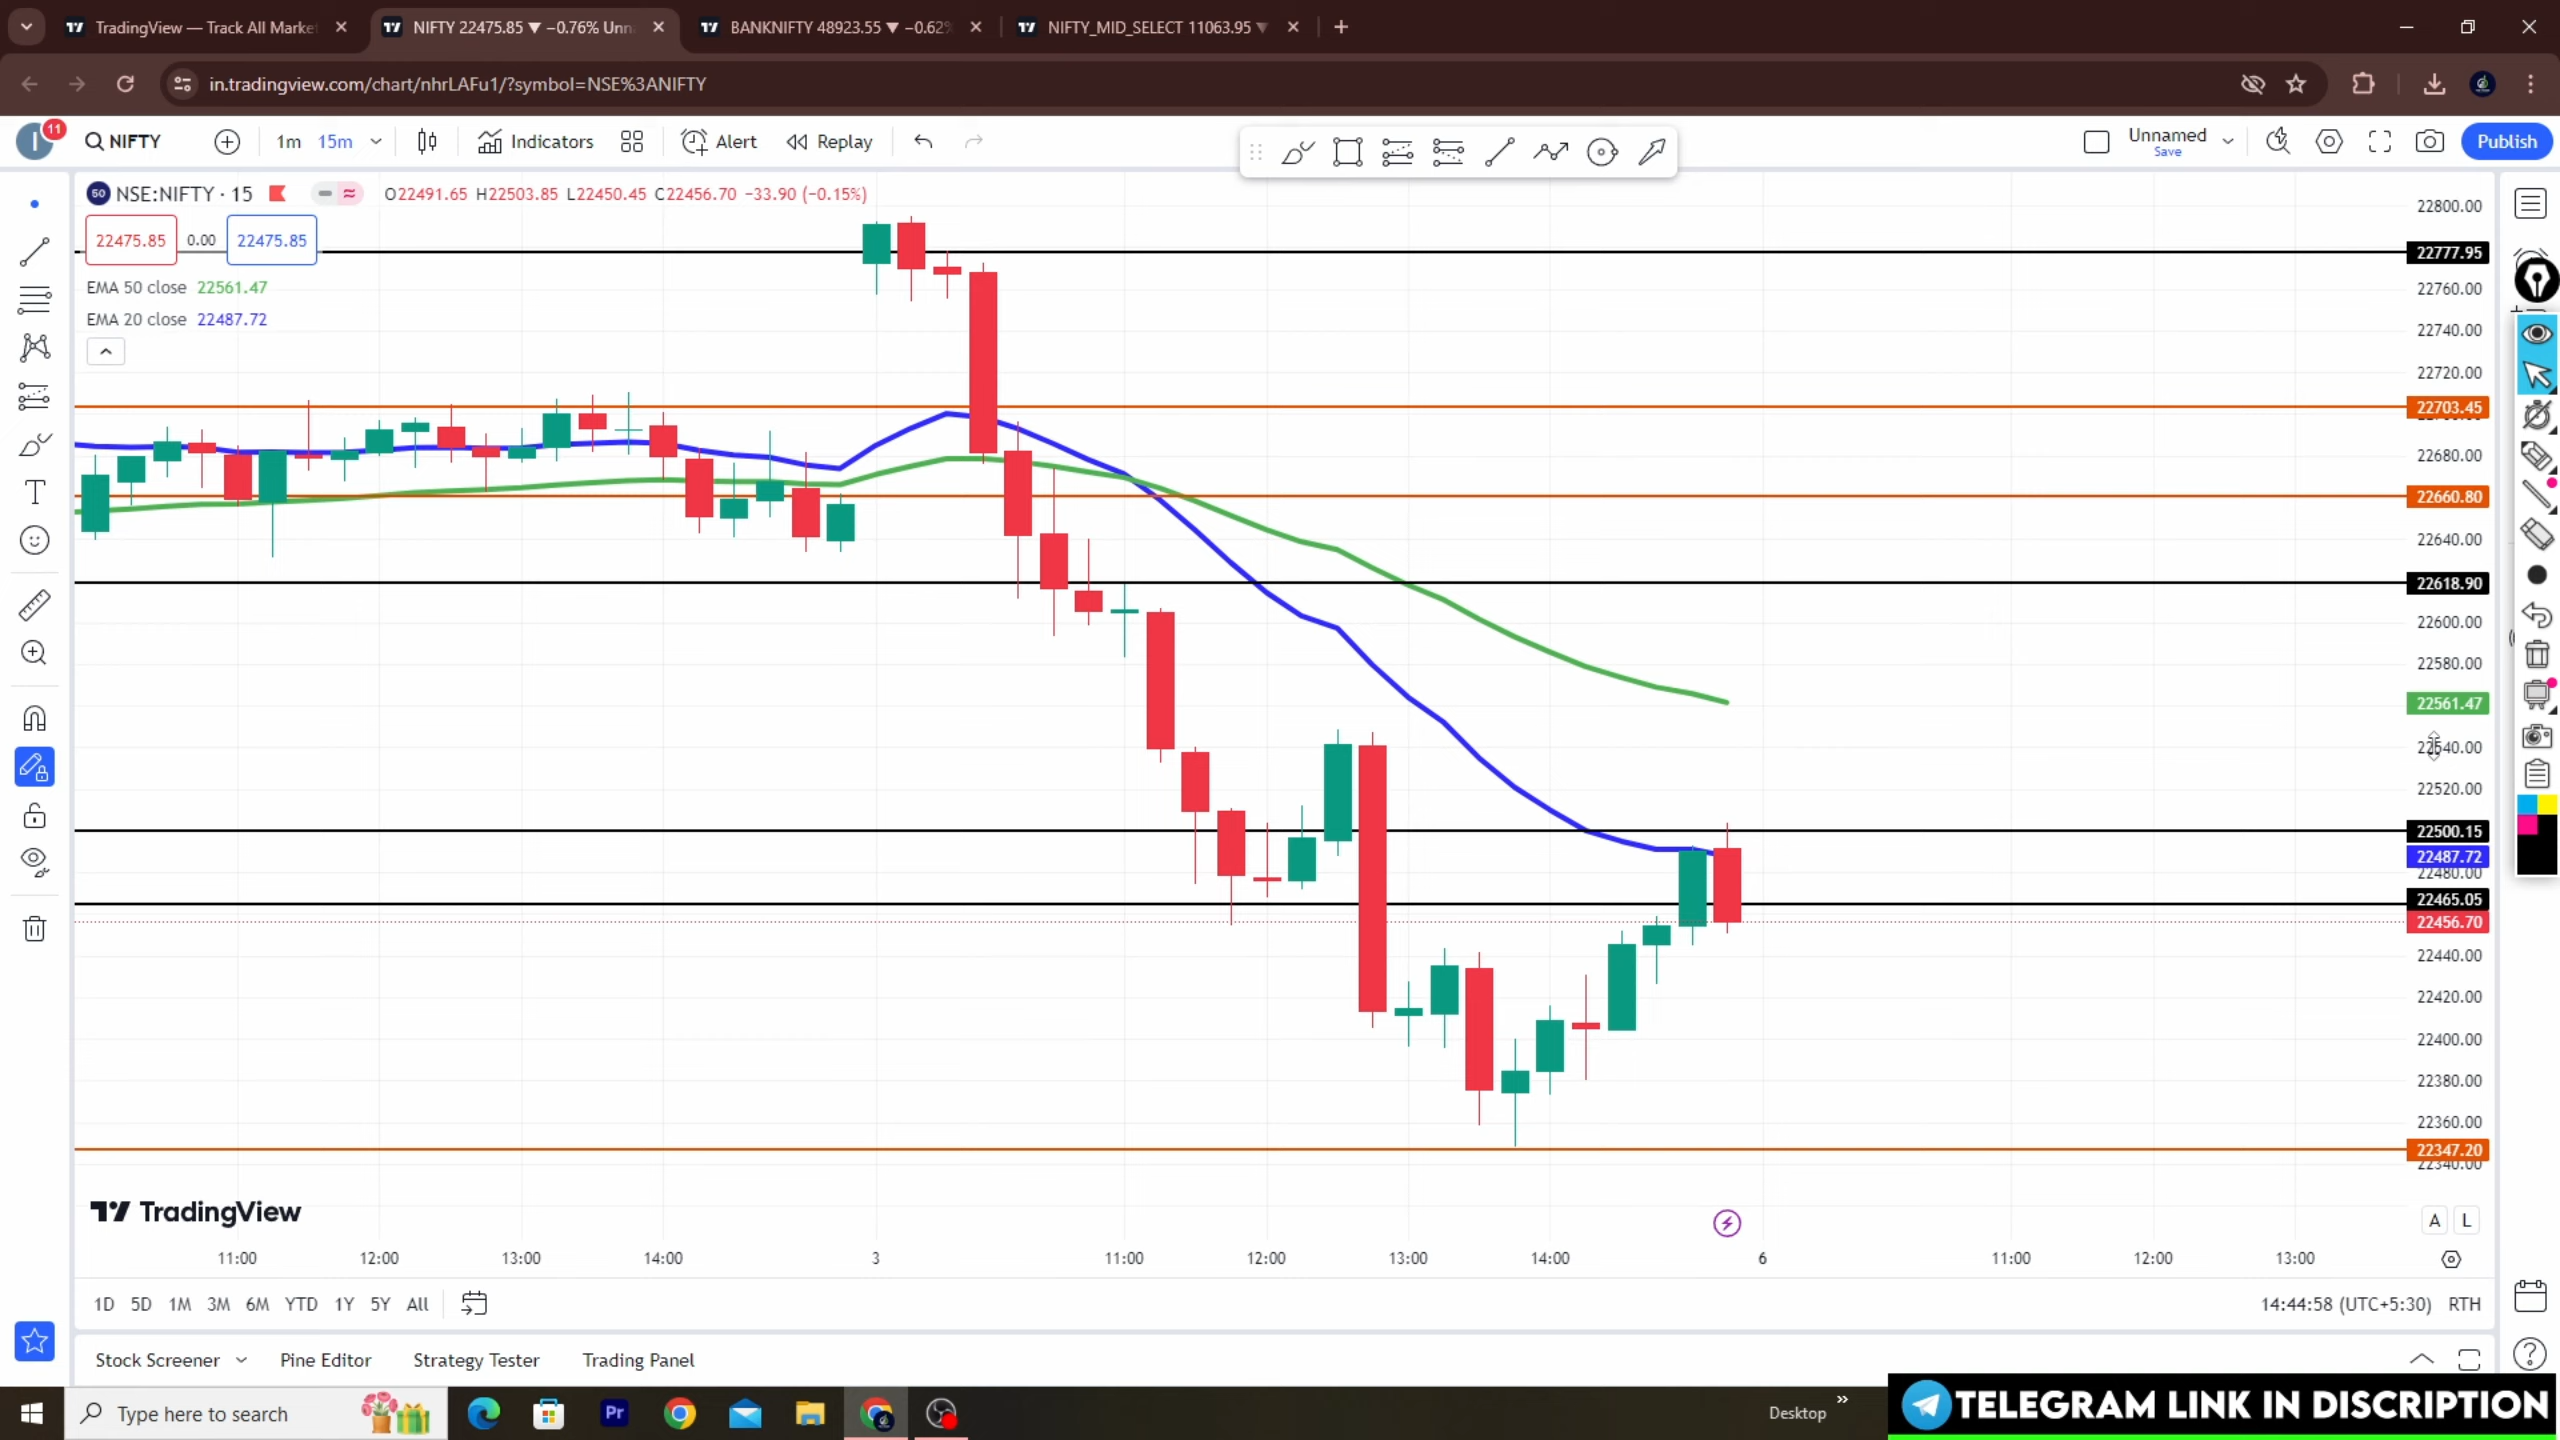 TradingView — Track All Marke
NIFTY 22475.85 ▼ −0.76% Unn
BANKNIFTY 48923.55 ▼ −0.62%
NIFTY_MID_SELECT 11063.95 ▼
in.tradingview.com/chart/nhrLAFu1/?symbol=NSE%3ANIFTY
I
11
NIFTY
1m
15m
Indicators
Alert
Replay
Unnamed
Save
Publish
50
NSE:NIFTY · 15
O22491.65 H22503.85 L22450.45 C22456.70 −33.90 (−0.15%)
22475.85
0.00
22475.85
EMA 50 close 22561.47
EMA 20 close 22487.72
22800.00
22777.95
22760.00
22740.00
22720.00
22703.45
22680.00
22660.80
22640.00
22618.90
22600.00
22580.00
22561.47
22540.00
22520.00
22500.15
22487.72
22480.00
22465.05
22456.70
22440.00
22420.00
22400.00
22380.00
22360.00
22347.20
22340.00
TradingView
A
L
11:00
12:00
13:00
14:00
3
11:00
12:00
13:00
14:00
6
11:00
12:00
13:00
1D
5D
1M
3M
6M
YTD
1Y
5Y
All
14:44:58 (UTC+5:30)
RTH
Stock Screener
Pine Editor
Strategy Tester
Trading Panel
Type here to search
Pr
Desktop
TELEGRAM LINK IN DISCRIPTION